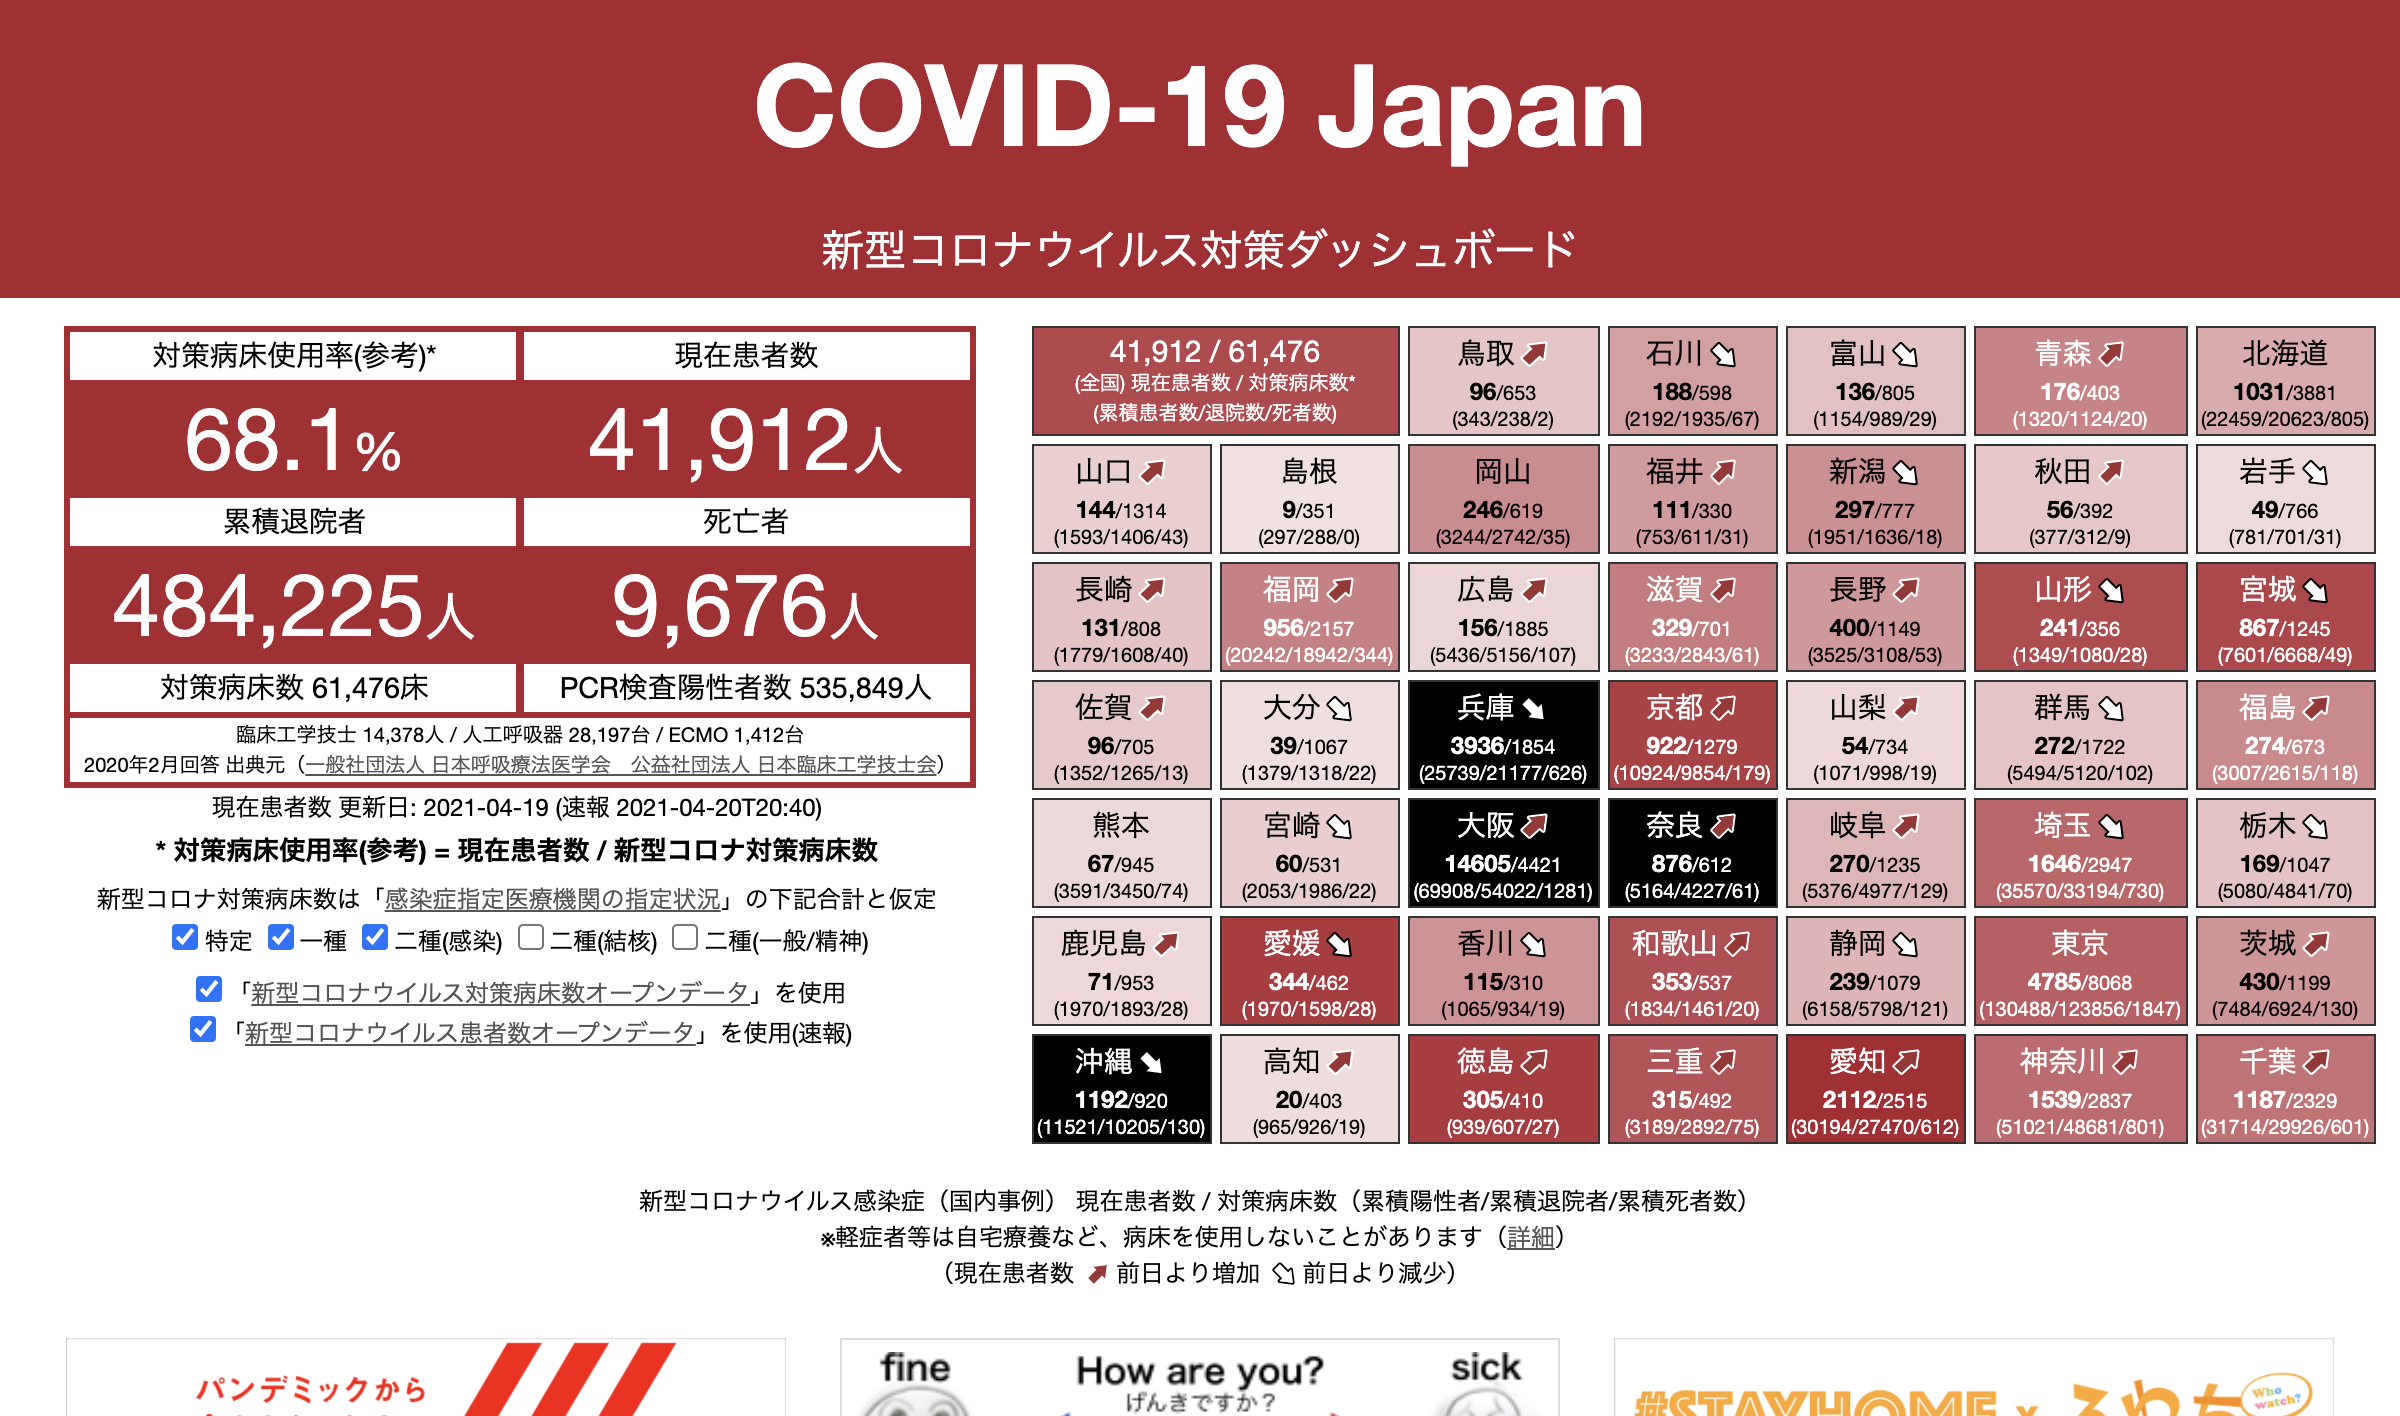 COVID-19 Japan
新型コロナウイルス対策ダッシュボード
対策病床使用率(参考)* 現在患者数
68.1% 41,912人
累積退院者 死亡者
484,225人 9,676人
対策病床数 61,476床 PCR検査陽性者数 535,849人
臨床工学技士 14,378人 / 人工呼吸器 28,197台 / ECMO 1,412台
2020年2月回答 出典元（一般社団法人 日本呼吸療法医学会　公益社団法人 日本臨床工学技士会）
現在患者数 更新日: 2021-04-19 (速報 2021-04-20T20:40)
* 対策病床使用率(参考) = 現在患者数 / 新型コロナ対策病床数
新型コロナ対策病床数は「感染症指定医療機関の指定状況」の下記合計と仮定
特定 一種 二種(感染) 二種(結核) 二種(一般/精神)
「新型コロナウイルス対策病床数オープンデータ」を使用
「新型コロナウイルス患者数オープンデータ」を使用(速報)
41,912 / 61,476
(全国) 現在患者数 / 対策病床数*
(累積患者数/退院数/死者数)
鳥取
96/653
(343/238/2)
石川
188/598
(2192/1935/67)
富山
136/805
(1154/989/29)
青森
176/403
(1320/1124/20)
北海道
1031/3881
(22459/20623/805)
山口
144/1314
(1593/1406/43)
島根
9/351
(297/288/0)
岡山
246/619
(3244/2742/35)
福井
111/330
(753/611/31)
新潟
297/777
(1951/1636/18)
秋田
56/392
(377/312/9)
岩手
49/766
(781/701/31)
長崎
131/808
(1779/1608/40)
福岡
956/2157
(20242/18942/344)
広島
156/1885
(5436/5156/107)
滋賀
329/701
(3233/2843/61)
長野
400/1149
(3525/3108/53)
山形
241/356
(1349/1080/28)
宮城
867/1245
(7601/6668/49)
佐賀
96/705
(1352/1265/13)
大分
39/1067
(1379/1318/22)
兵庫
3936/1854
(25739/21177/626)
京都
922/1279
(10924/9854/179)
山梨
54/734
(1071/998/19)
群馬
272/1722
(5494/5120/102)
福島
274/673
(3007/2615/118)
熊本
67/945
(3591/3450/74)
宮崎
60/531
(2053/1986/22)
大阪
14605/4421
(69908/54022/1281)
奈良
876/612
(5164/4227/61)
岐阜
270/1235
(5376/4977/129)
埼玉
1646/2947
(35570/33194/730)
栃木
169/1047
(5080/4841/70)
鹿児島
71/953
(1970/1893/28)
愛媛
344/462
(1970/1598/28)
香川
115/310
(1065/934/19)
和歌山
353/537
(1834/1461/20)
静岡
239/1079
(6158/5798/121)
東京
4785/8068
(130488/123856/1847)
茨城
430/1199
(7484/6924/130)
沖縄
1192/920
(11521/10205/130)
高知
20/403
(965/926/19)
徳島
305/410
(939/607/27)
三重
315/492
(3189/2892/75)
愛知
2112/2515
(30194/27470/612)
神奈川
1539/2837
(51021/48681/801)
千葉
1187/2329
(31714/29926/601)
新型コロナウイルス感染症（国内事例） 現在患者数 / 対策病床数（累積陽性者/累積退院者/累積死者数）
※軽症者等は自宅療養など、病床を使用しないことがあります（詳細）
（現在患者数 前日より増加 前日より減少）
パンデミックから
fine How are you? sick
げんきですか？
#STAYHOME x ふわっち
Who watch?